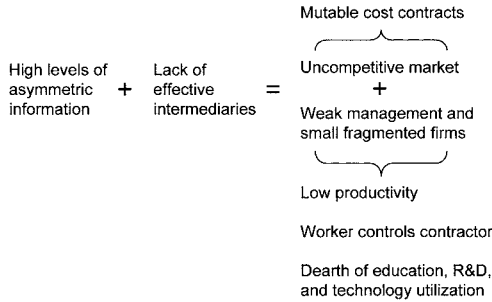 Mutable cost contracts
High levels of
asymmetric
information
+
Lack of
effective
intermediaries
=
Uncompetitive market
+
Weak management and
small fragmented firms
Low productivity
Worker controls contractor
Dearth of education, R&D,
and technology utilization